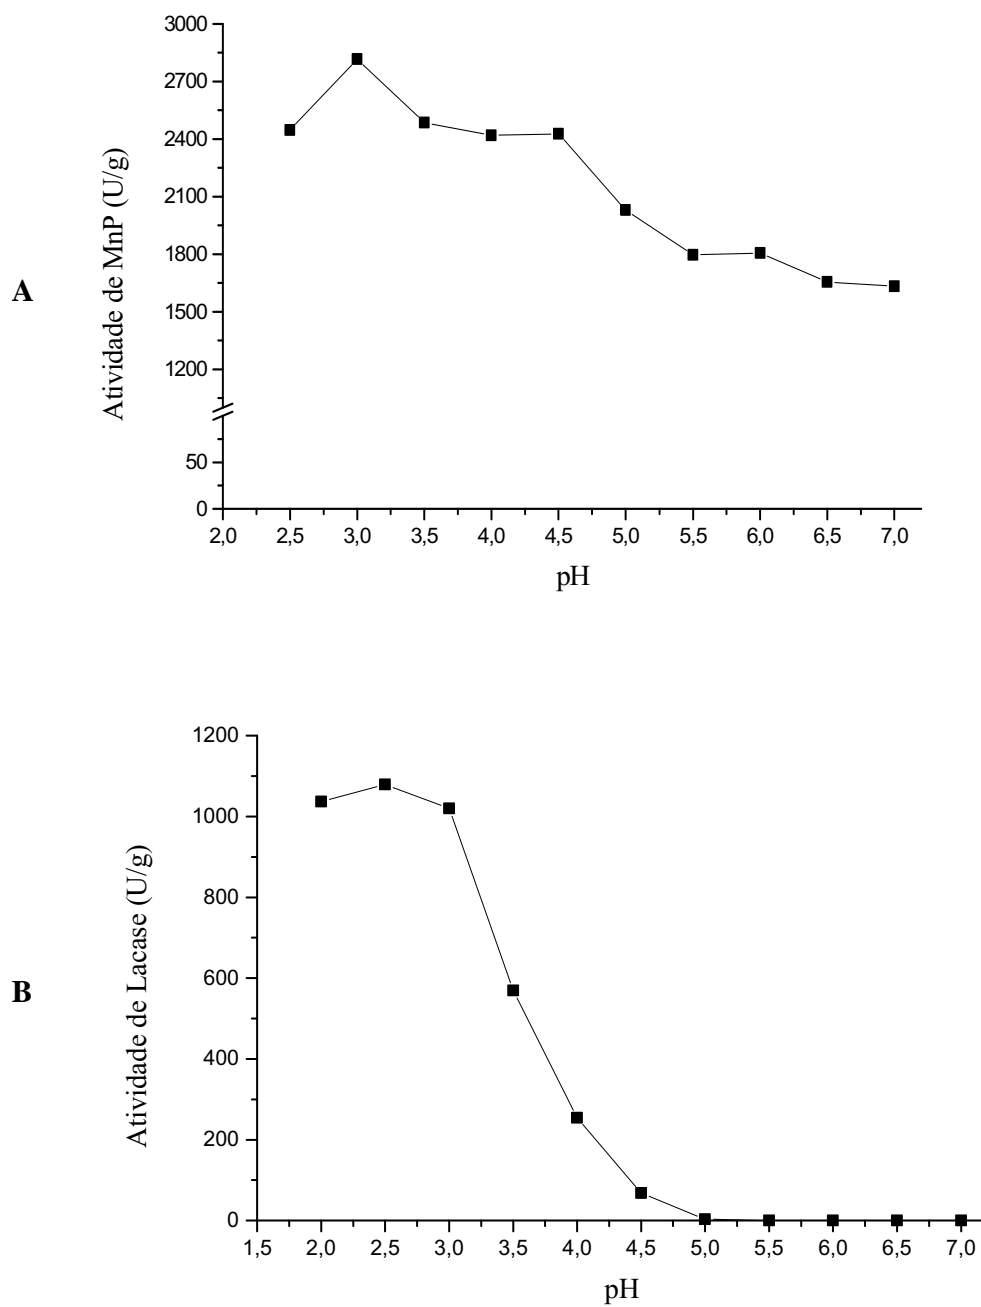 A
Atividade de MnP (U/g)
3000
2700
2400
2100
1800
1500
1200
50
0
2,0 2,5 3,0 3,5 4,0 4,5 5,0 5,5 6,0 6,5 7,0
pH
B
Atividade de Lacase (U/g)
1200
1000
800
600
400
200
0
1,5 2,0 2,5 3,0 3,5 4,0 4,5 5,0 5,5 6,0 6,5 7,0
pH